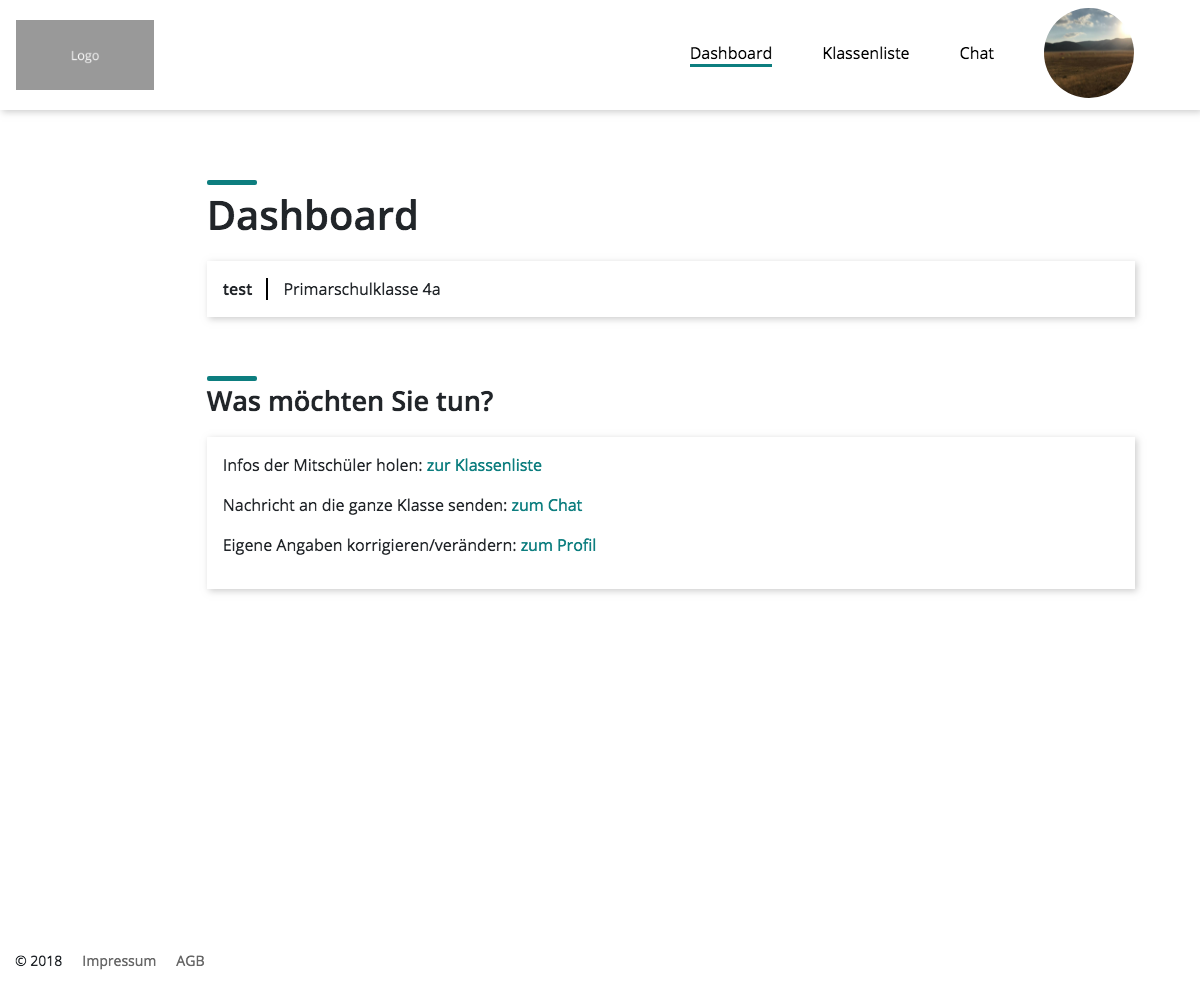 Logo
Dashboard Klassenliste Chat
Dashboard
test Primarschulklasse 4a
Was möchten Sie tun?
Infos der Mitschüler holen: zur Klassenliste
Nachricht an die ganze Klasse senden: zum Chat
Eigene Angaben korrigieren/verändern: zum Profil
© 2018 Impressum AGB